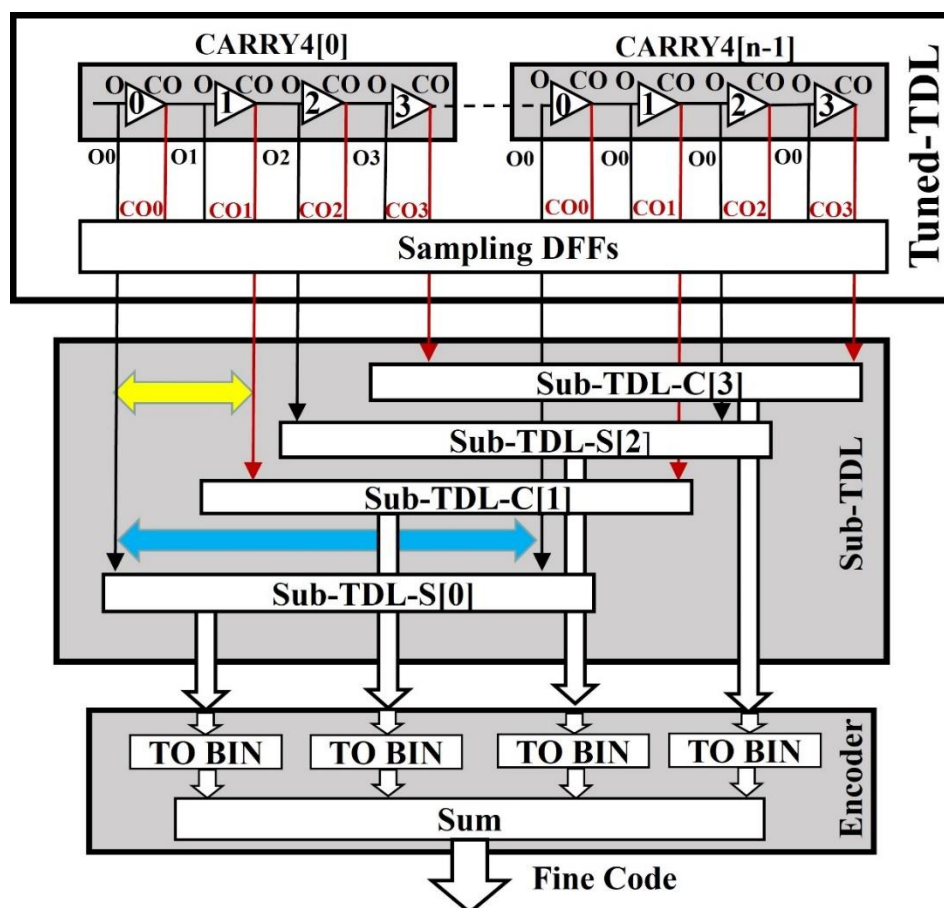 CARRY4[0]
CARRY4[n-1]
O CO O CO O CO O CO
O CO O CO O CO O CO
0 1 2 3
0 1 2 3
O0 O1 O2 O3
O0 O0 O0 O0
CO0 CO1 CO2 CO3
CO0 CO1 CO2 CO3
Sampling DFFs
Tuned-TDL
Sub-TDL-C[3]
Sub-TDL-S[2]
Sub-TDL-C[1]
Sub-TDL-S[0]
Sub-TDL
TO BIN TO BIN TO BIN TO BIN
Sum
Encoder
Fine Code